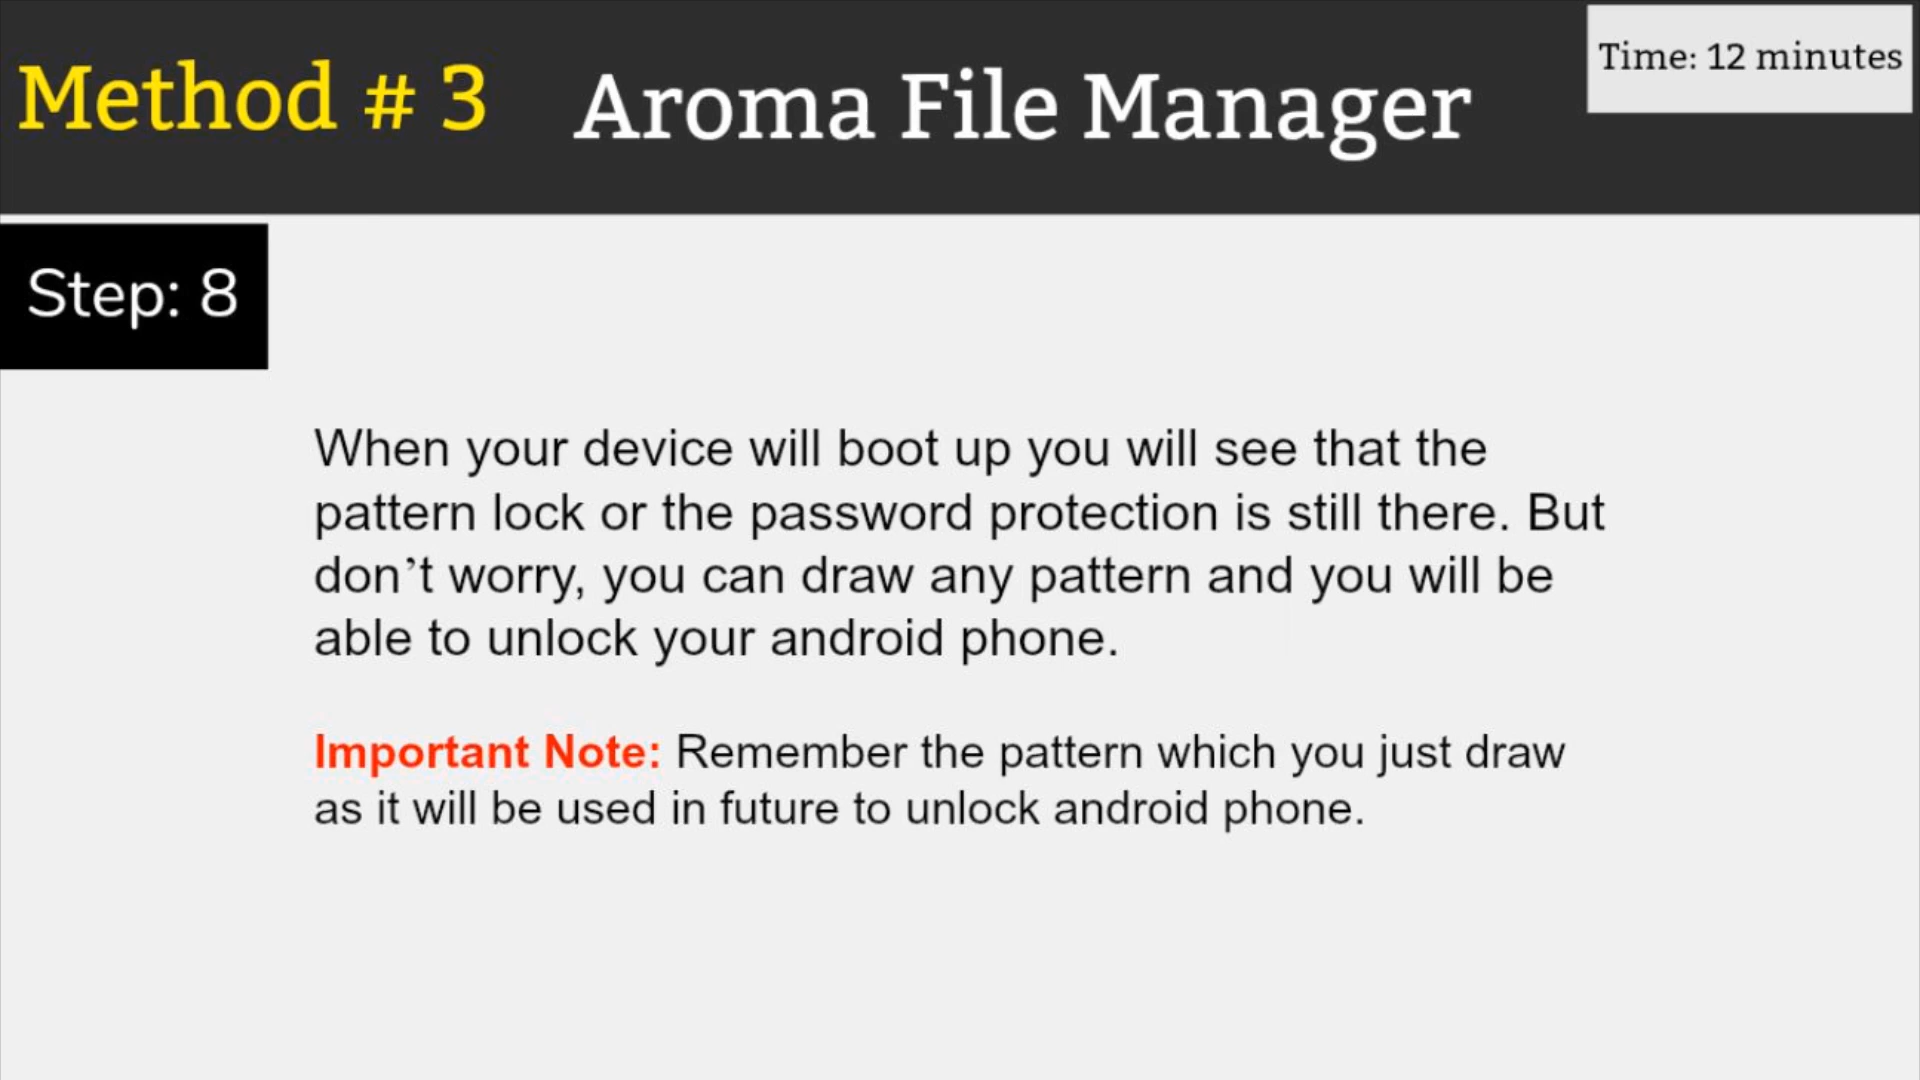 Method # 3 Aroma File Manager
Time: 12 minutes
Step: 8
When your device will boot up you will see that the
pattern lock or the password protection is still there. But
don’t worry, you can draw any pattern and you will be
able to unlock your android phone.
Important Note: Remember the pattern which you just draw
as it will be used in future to unlock android phone.